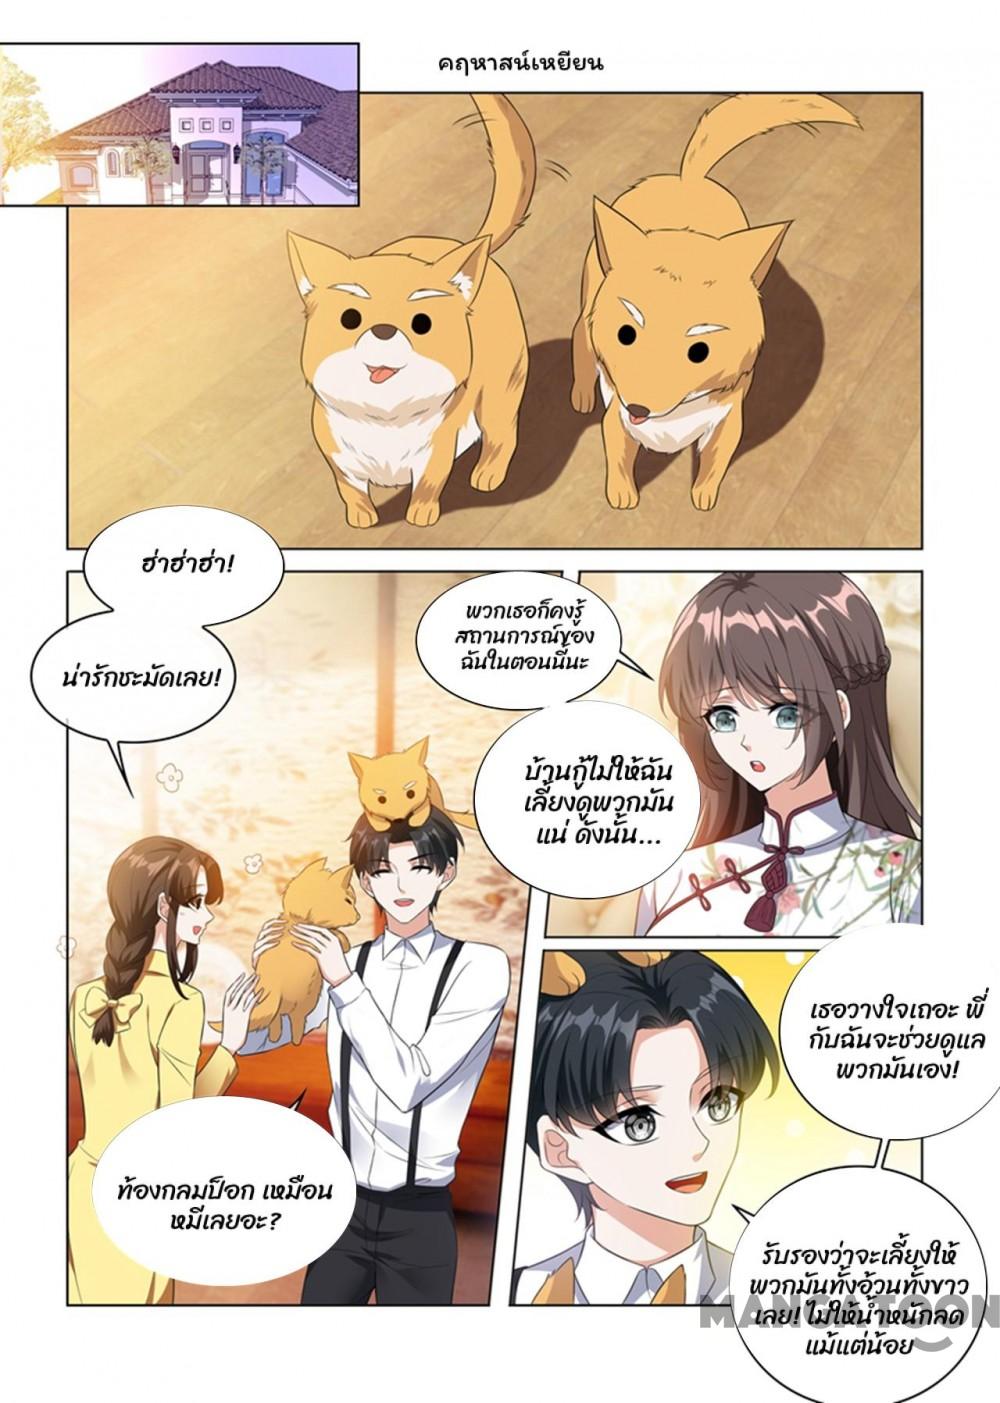 คฤหาสน์เหยียน
ฮ่าฮ่าฮ่า!
น่ารักชะมัดเลย!
พวกเธอก็คงรู้
สถานการณ์ของ
ฉันในตอนนี้นะ
บ้านกู้ไม่ให้ฉัน
เลี้ยงดูพวกมัน
แน่ ดังนั้น...
ท้องกลมป็อก เหมือน
หมีเลยอะ?
เธอวางใจเถอะ พี่
กับฉันจะช่วยดูแล
พวกมันเอง!
รับรองว่าจะเลี้ยงให้
พวกมันทั้งอ้วนทั้งขาว
เลย! ไม่ให้น้ำหนักลด
แม้แต่น้อย
MANGATOON